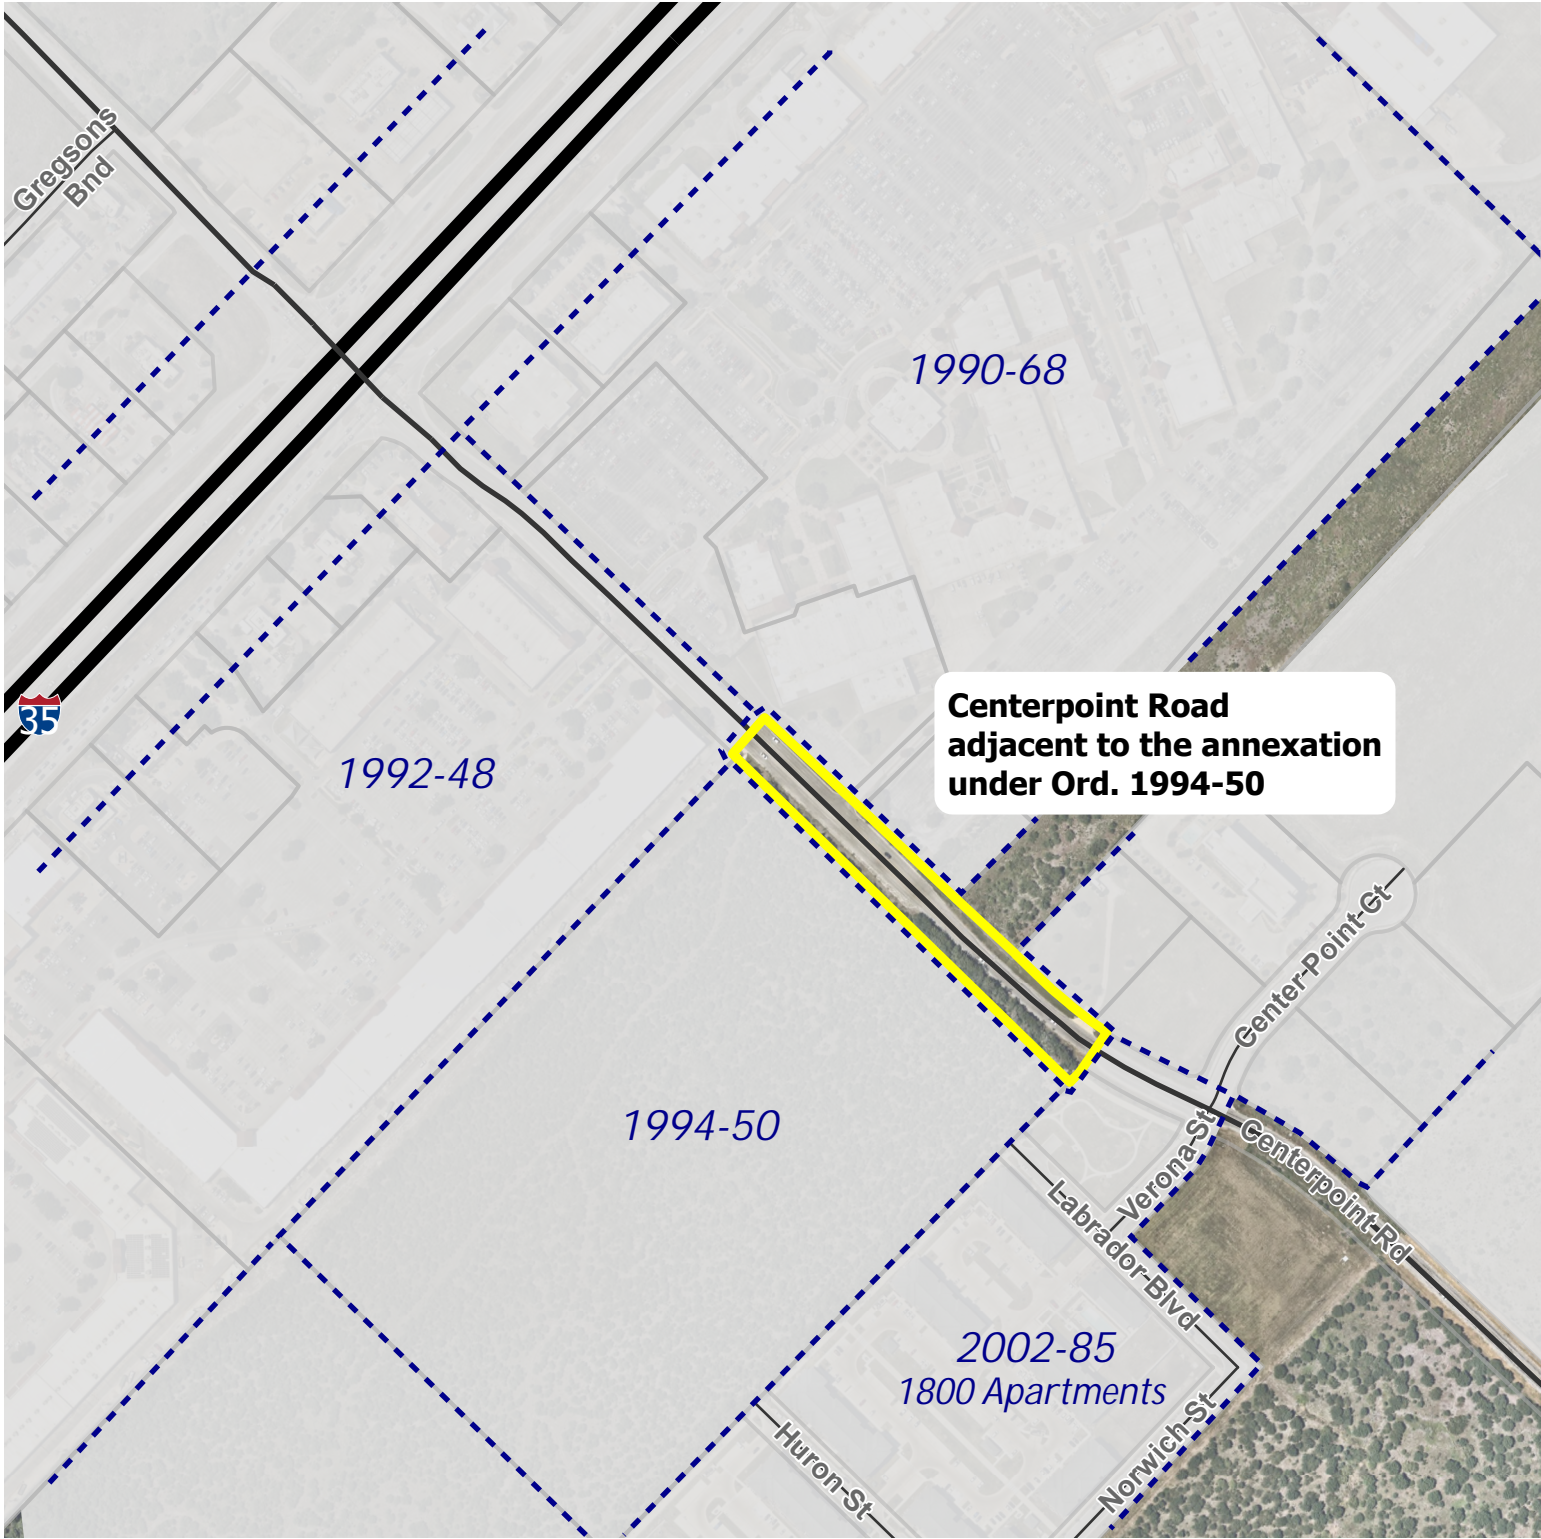 Gregsons
Bnd
1990-68
35
Centerpoint Road
adjacent to the annexation
under Ord. 1994-50
1992-48
Center-Point-Ct
1994-50
Verona-St
Centerpoint-Rd
Labrador-Blvd
2002-85
1800 Apartments
Huron-St
Norwich-St